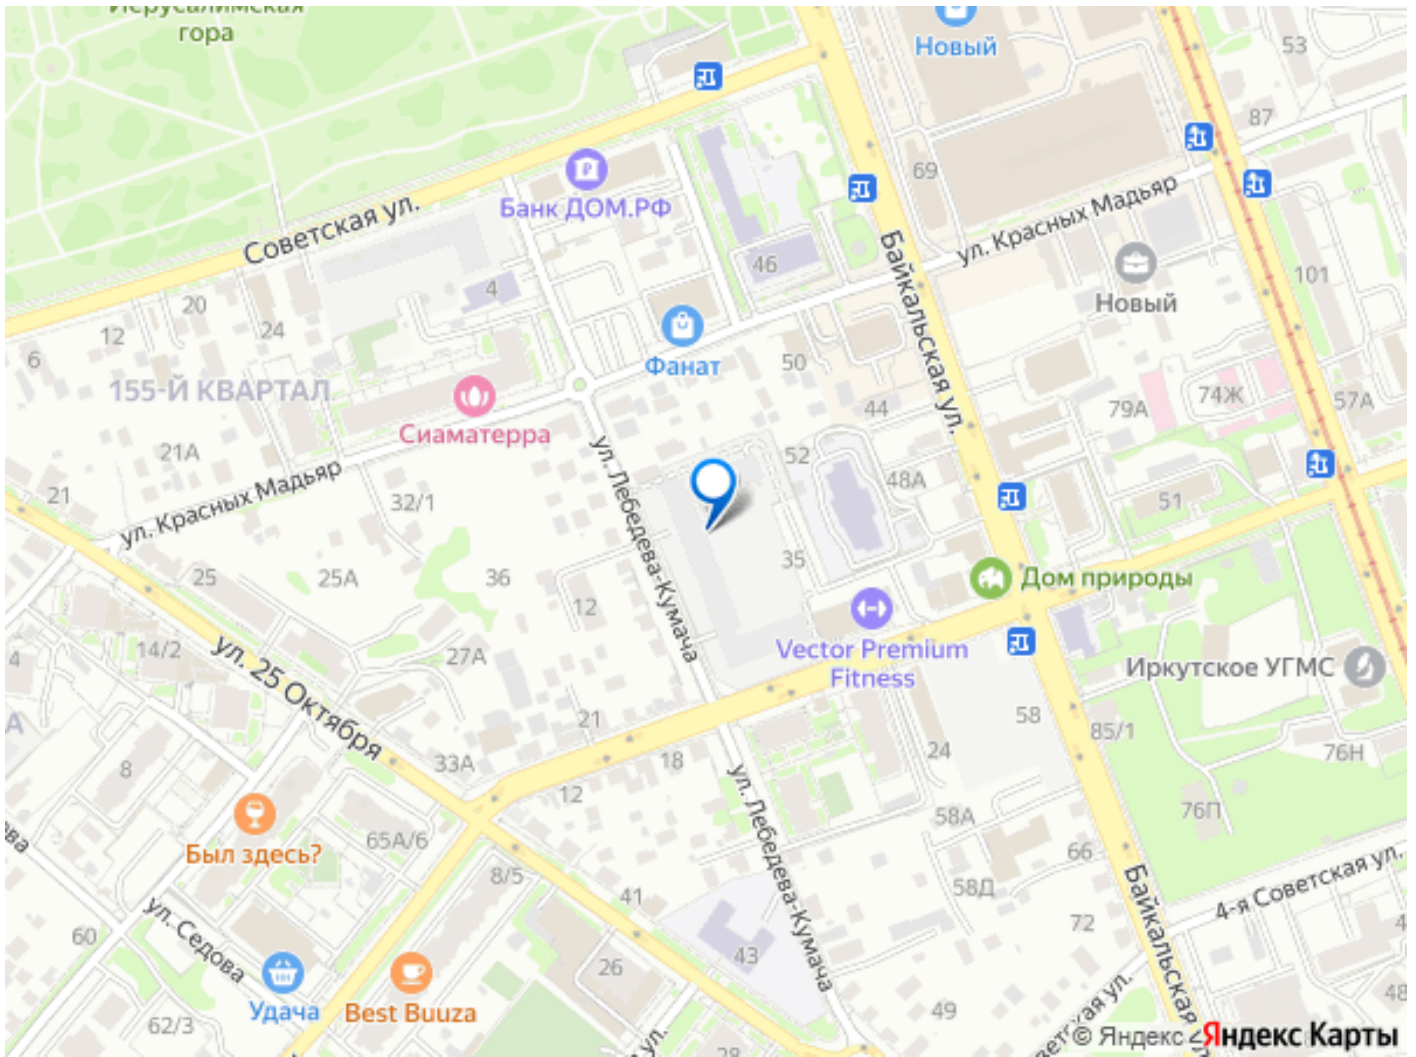 Иерусалимская
гора
Новый
53
87
69
Банк ДОМ.РФ
Советская ул.
ул. Красных Мадьяр
46
4
Байкальская ул.
Новый
101
20
12
24
6
Фанат
50
155-Й КВАРТАЛ
Сиаматерра
44
79А
74Ж
57А
21А
ул. Красных Мадьяр
21
32/1
ул. Лебедева-Кумача
52
48А
51
25
25А
36
12
35
Дом природы
14/2
4
ул. 25 Октября
27А
Vector Premium
Fitness
Иркутское УГМС
А
21
58
85/1
76Н
8
33А
18
24
12
ул. Лебедева-Кумача
58А
76П
65А/6
Был здесь?
66
8/5
58Д
41
Байкальская ул.
4-я Советская ул.
ул. Седова
60
72
43
26
Удача
Best Buuza
49
48
62/3
28
© Яндекс
Яндекс Карты